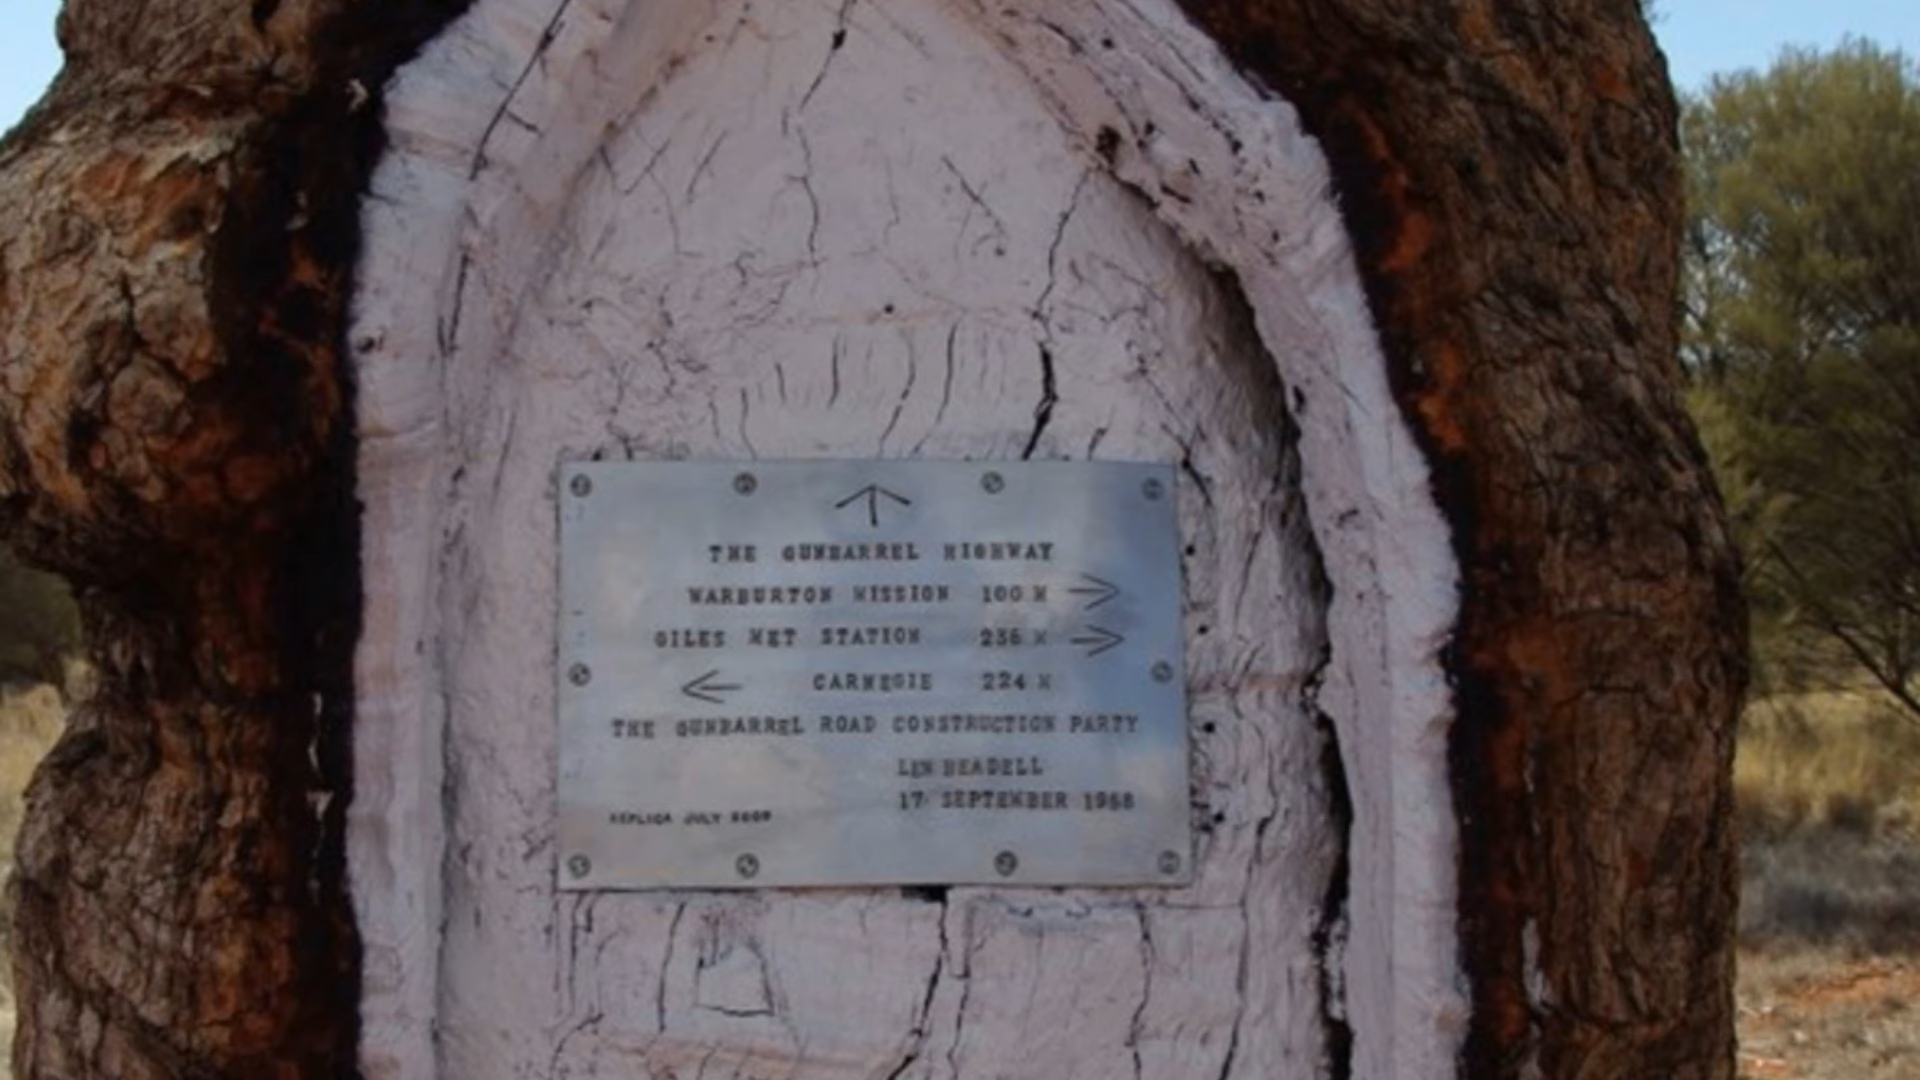 THE GUNBARREL HIGHWAY
WARBURTON MISSION 100 M →
GILES MET STATION 236 M →
← CARNEGIE 224 M
THE GUNBARREL ROAD CONSTRUCTION PARTY
LEN BEADELL
17 SEPTEMBER 1958
REPLICA JULY 2009